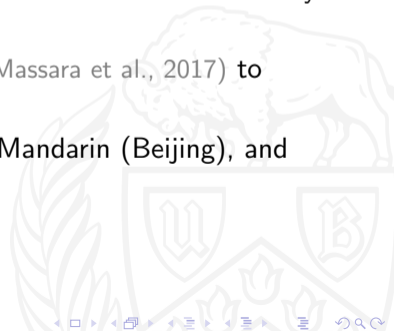 Massara et al., 2017) to
Mandarin (Beijing), and
U B